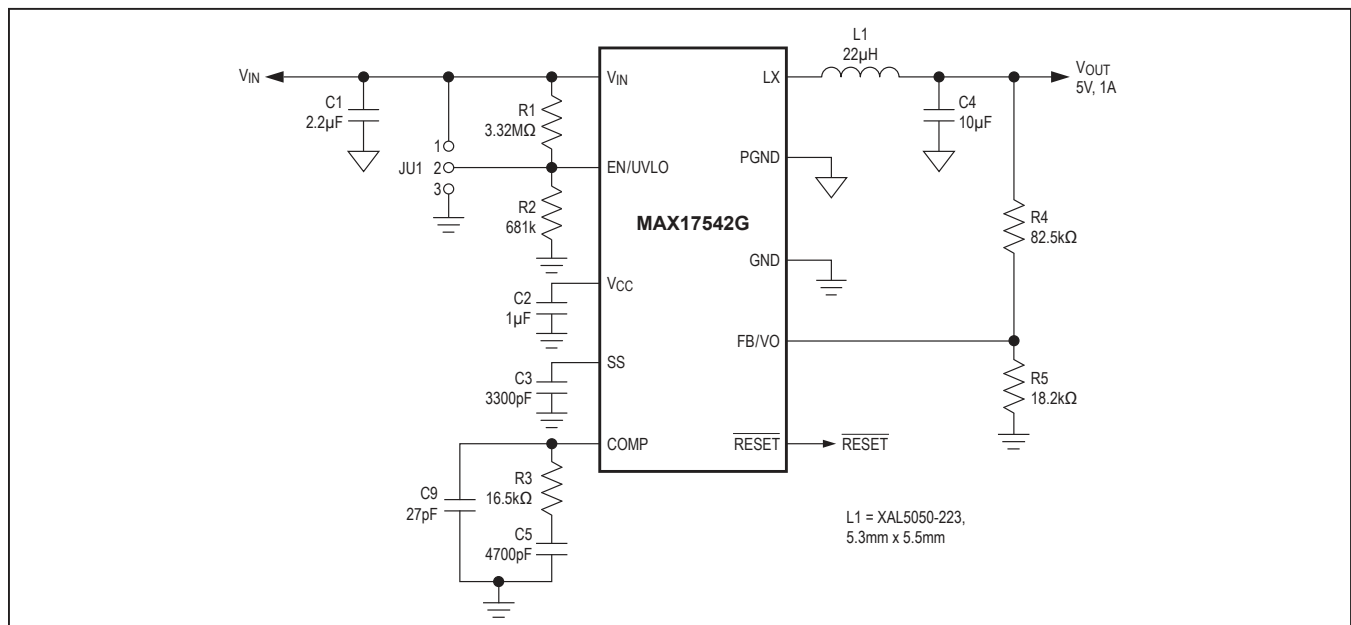 L1
22µH
VIN
VIN
LX
VOUT
5V, 1A
C1
2.2µF
R1
3.32MΩ
C4
10µF
1
JU1 2
3
EN/UVLO
PGND
R2
681k
MAX17542G
R4
82.5kΩ
GND
VCC
C2
1µF
FB/VO
SS
C3
3300pF
R5
18.2kΩ
COMP
RESET
RESET
R3
16.5kΩ
C9
27pF
C5
4700pF
L1 = XAL5050-223,
5.3mm x 5.5mm